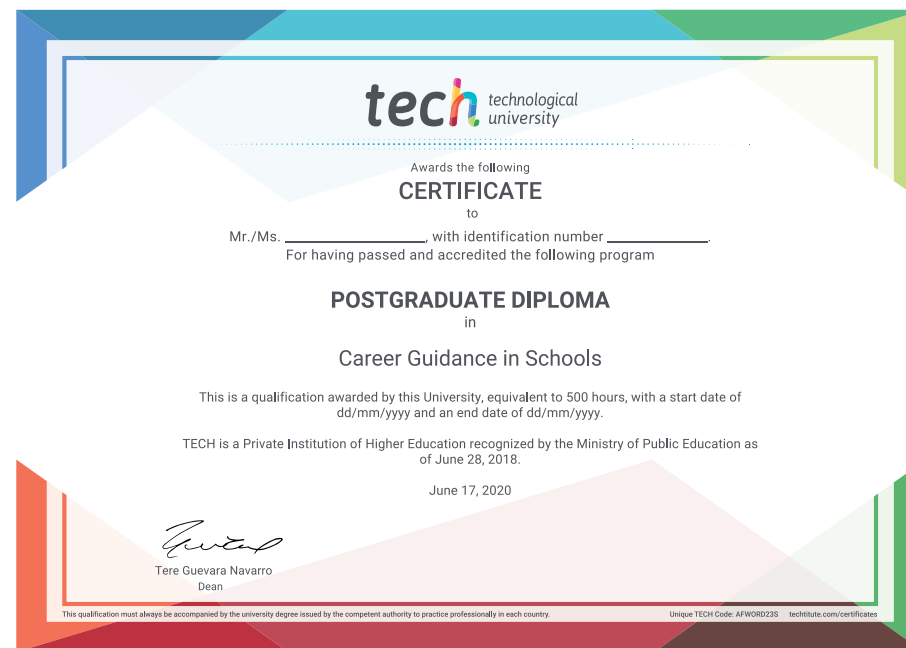 tech technological
university
Awards the following
CERTIFICATE
to
Mr./Ms. ____________________, with identification number __________________.
For having passed and accredited the following program
POSTGRADUATE DIPLOMA
in
Career Guidance in Schools
This is a qualification awarded by this University, equivalent to 500 hours, with a start date of
dd/mm/yyyy and an end date of dd/mm/yyyy.
TECH is a Private Institution of Higher Education recognized by the Ministry of Public Education as
of June 28, 2018.
June 17, 2020
Tere Guevara Navarro
Dean
This qualification must always be accompanied by the university degree issued by the competent authority to practice professionally in each country. Unique TECH Code: AFWORD23S techtitute.com/certificates